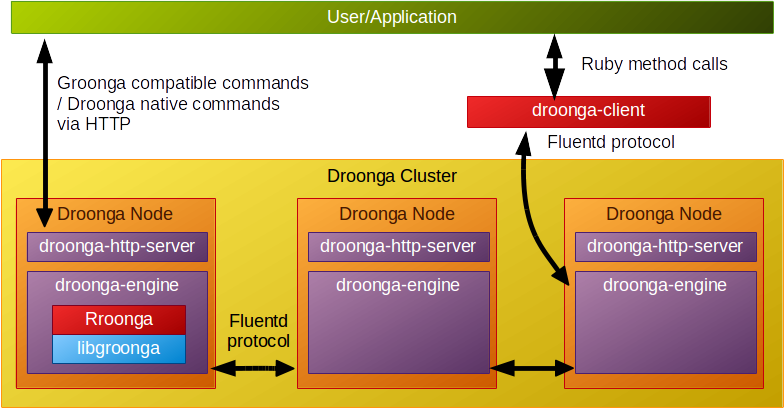 User/Application
Groonga compatible commands
/ Droonga native commands
via HTTP
Ruby method calls
droonga-client
Fluentd protocol
Droonga Cluster
Droonga Node
droonga-http-server
droonga-engine
Rroonga
libgroonga
Fluentd
protocol
Droonga Node
droonga-http-server
droonga-engine
Droonga Node
droonga-http-server
droonga-engine